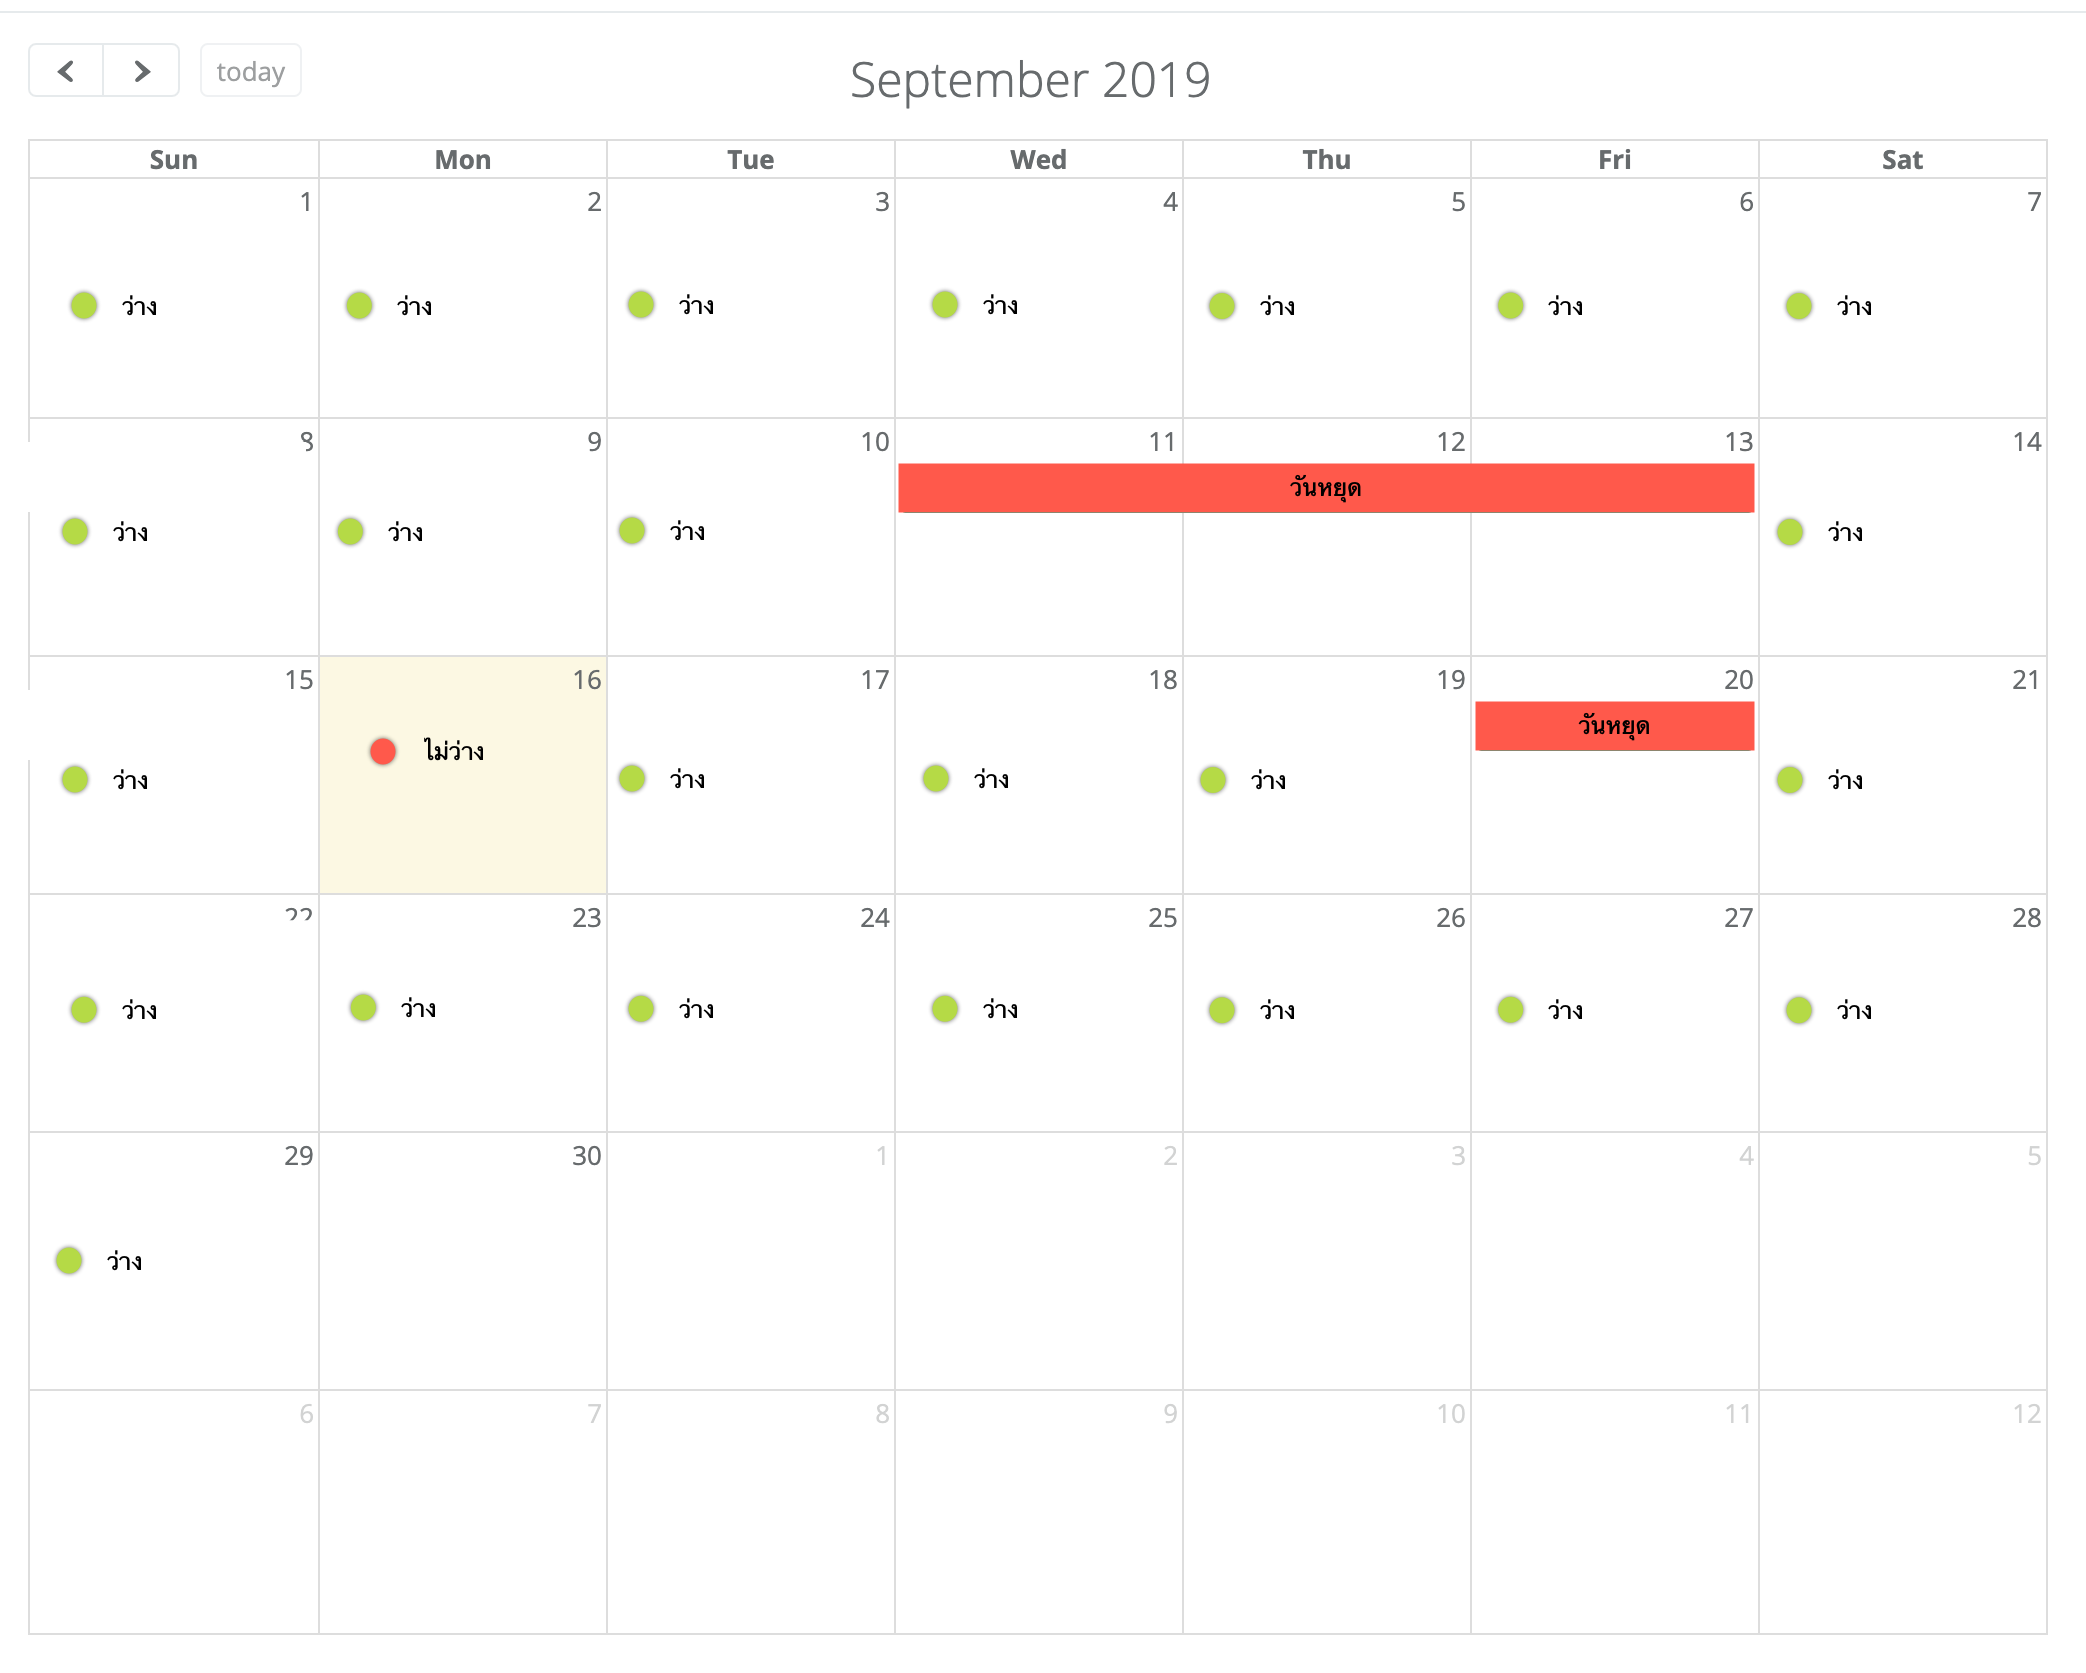 today
September 2019
Sun Mon Tue Wed Thu Fri Sat
1 2 3 4 5 6 7
ว่าง ว่าง ว่าง ว่าง ว่าง ว่าง ว่าง
8 9 10 11 12 13 14
วันหยุด
ว่าง ว่าง ว่าง ว่าง
15 16 17 18 19 20 21
วันหยุด
ไม่ว่าง
ว่าง ว่าง ว่าง ว่าง ว่าง
22 23 24 25 26 27 28
ว่าง ว่าง ว่าง ว่าง ว่าง ว่าง ว่าง
29 30 1 2 3 4 5
ว่าง
6 7 8 9 10 11 12